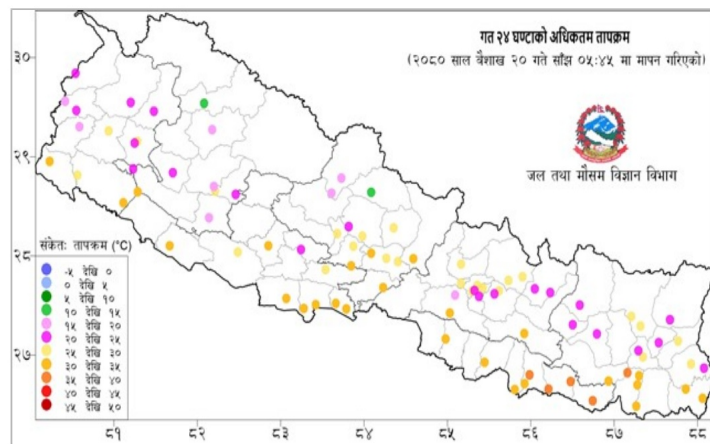 गत २४ घण्टाको अधिकतम तापक्रम
(२०८० साल बैशाख २० गते साँझ ०५:४५ मा मापन गरिएको)
जल तथा मौसम विज्ञान विभाग
३०
२९
२८
२७
संकेतः तापक्रम (°C)
-५ देखि ०
० देखि ५
५ देखि १०
१० देखि १५
१५ देखि २०
२० देखि २५
२५ देखि ३०
३० देखि ३५
३५ देखि ४०
४० देखि ४५
४५ देखि ५०
८१ ८२ ८३ ८४ ८५ ८६ ८७ ८८